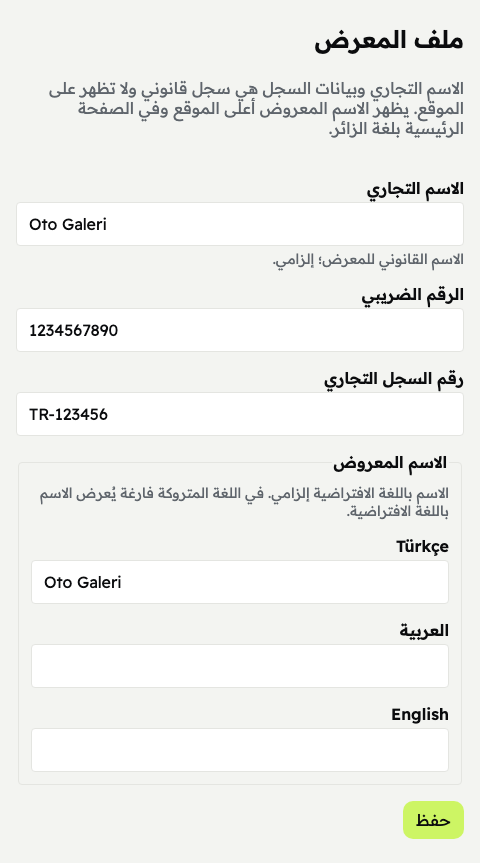 ملف المعرض
الاسم التجاري وبيانات السجل هي سجل قانوني ولا تظهر على
الموقع. يظهر الاسم المعروض أعلى الموقع وفي الصفحة
الرئيسية بلغة الزائر.
الاسم التجاري
Oto Galeri
الاسم القانوني للمعرض؛ إلزامي.
الرقم الضريبي
1234567890
رقم السجل التجاري
TR-123456
الاسم المعروض
الاسم باللغة الافتراضية إلزامي. في اللغة المتروكة فارغة يُعرض الاسم
باللغة الافتراضية.
Türkçe
Oto Galeri
العربية
English
حفظ